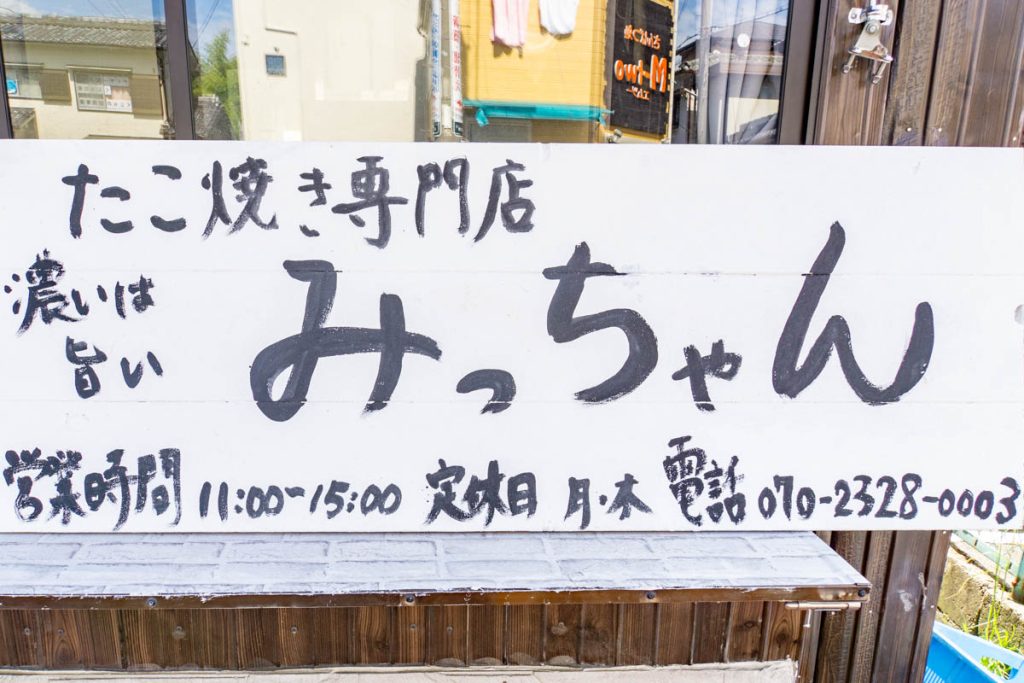 たこ焼き専門店
濃いは
旨い
みっちゃん
営業時間 11:00~15:00 定休日 月・木 電話 070-2328-0003
M-two